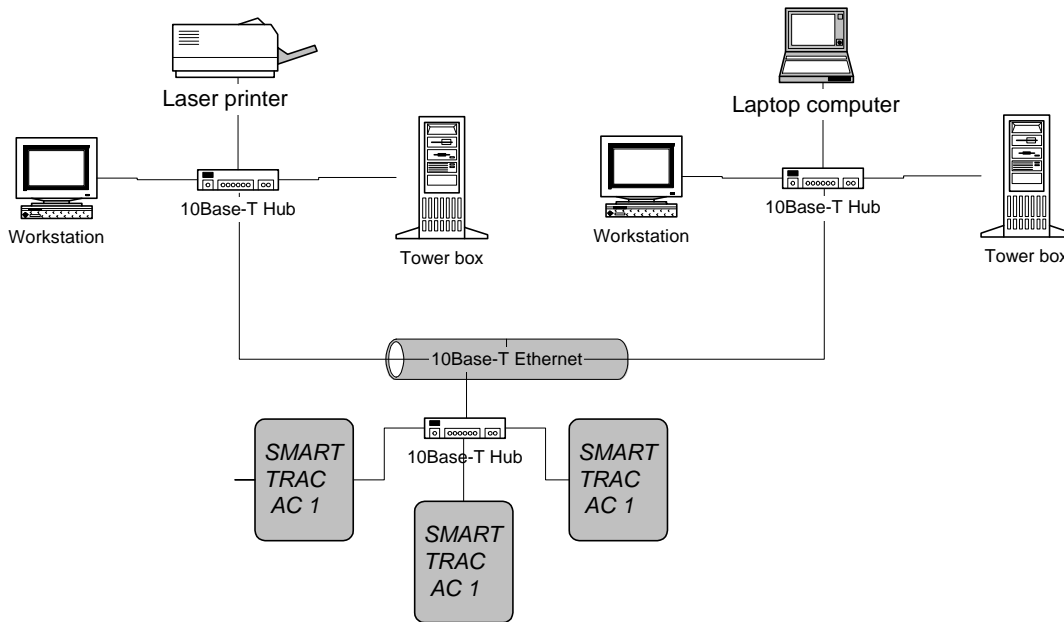 Laser printer
Laptop computer
10Base-T Hub
10Base-T Hub
Workstation
Workstation
Tower box
Tower box
10Base-T Ethernet
10Base-T Hub
SMART
TRAC
AC 1
SMART
TRAC
AC 1
SMART
TRAC
AC 1